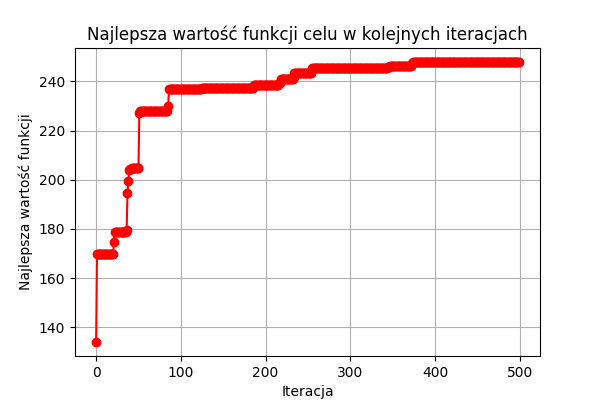 Najlepsza wartość funkcji celu w kolejnych iteracjach
Najlepsza wartość funkcji
240
220
200
180
160
140
0 100 200 300 400 500
Iteracja